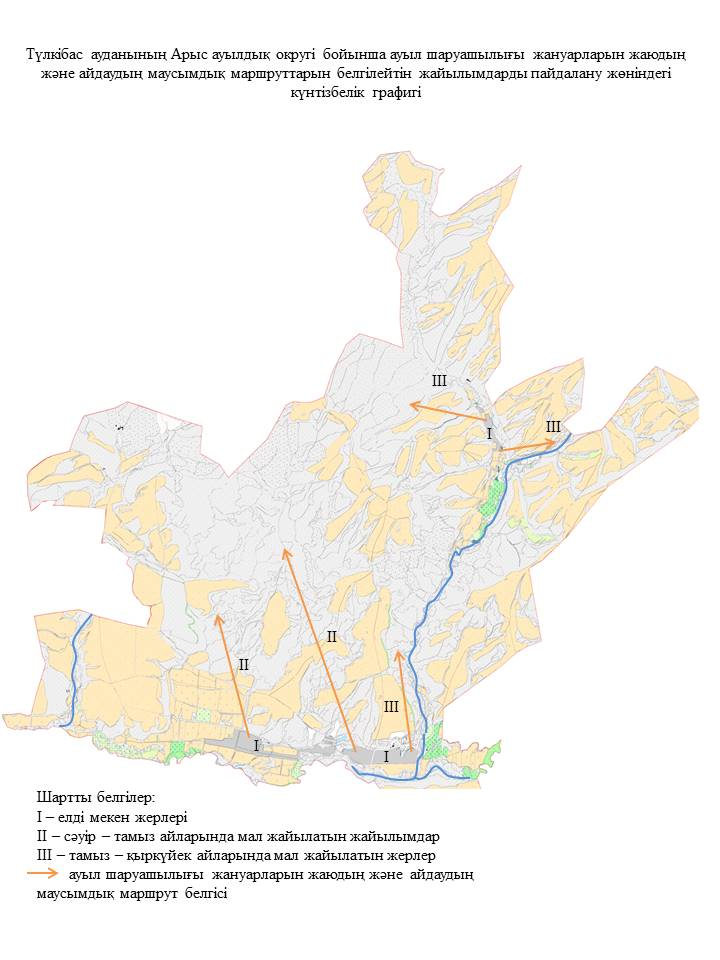 Түлкібас ауданының Арыс ауылдық округі бойынша ауыл шаруашылығы жануарларын жаюдың
және айдаудың маусымдық маршруттарын белгілейтін жайылымдарды пайдалану жөніндегі
күнтізбелік графигі
III
I
III
II
II
III
I
I
Шартты белгілер:
I – елді мекен жерлері
II – сәуір – тамыз айларында мал жайылатын жайылымдар
III – тамыз – қыркүйек айларында мал жайылатын жерлер
ауыл шаруашылығы жануарларын жаюдың және айдаудың
маусымдық маршрут белгісі